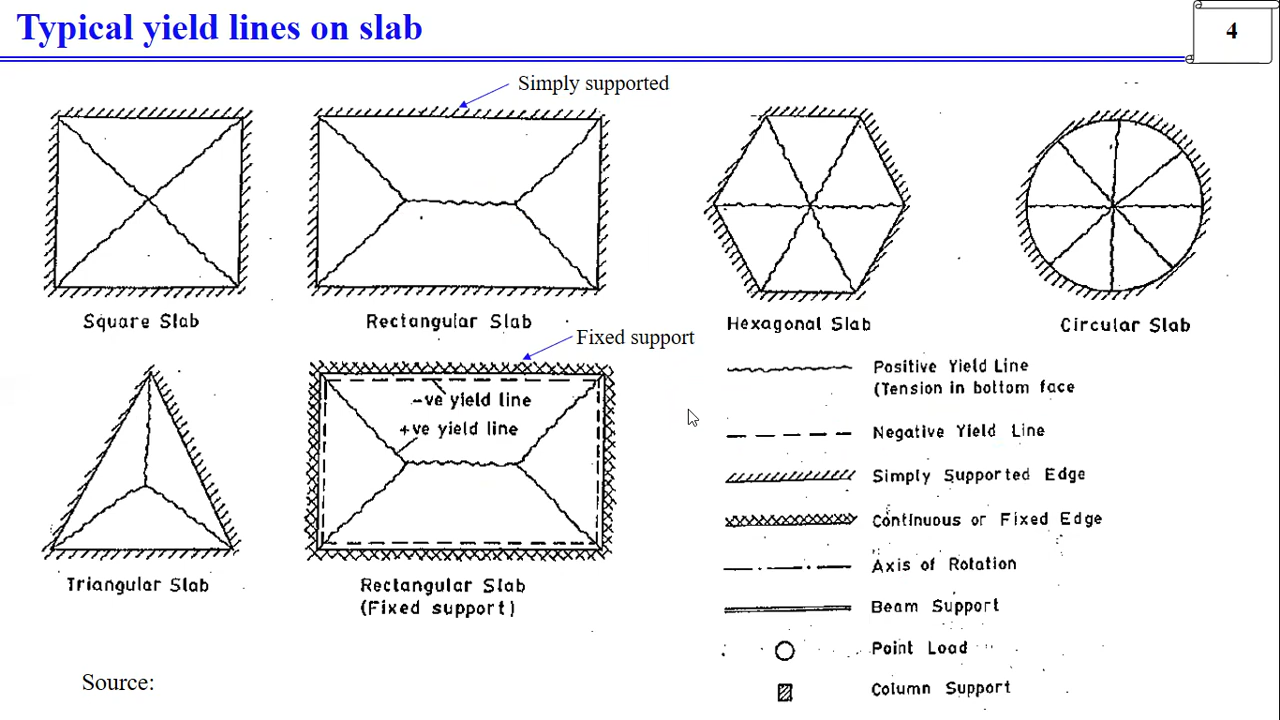 Typical yield lines on slab
4
Simply supported
Square Slab
Rectangular Slab
Hexagonal Slab
Circular Slab
Fixed support
-ve yield line
+ve yield line
Triangular Slab
Rectangular Slab
(Fixed support)
Positive Yield Line
(Tension in bottom face
Negative Yield Line
Simply Supported Edge
Continuous or Fixed Edge
Axis of Rotation
Beam Support
Point Load
Column Support
Source: